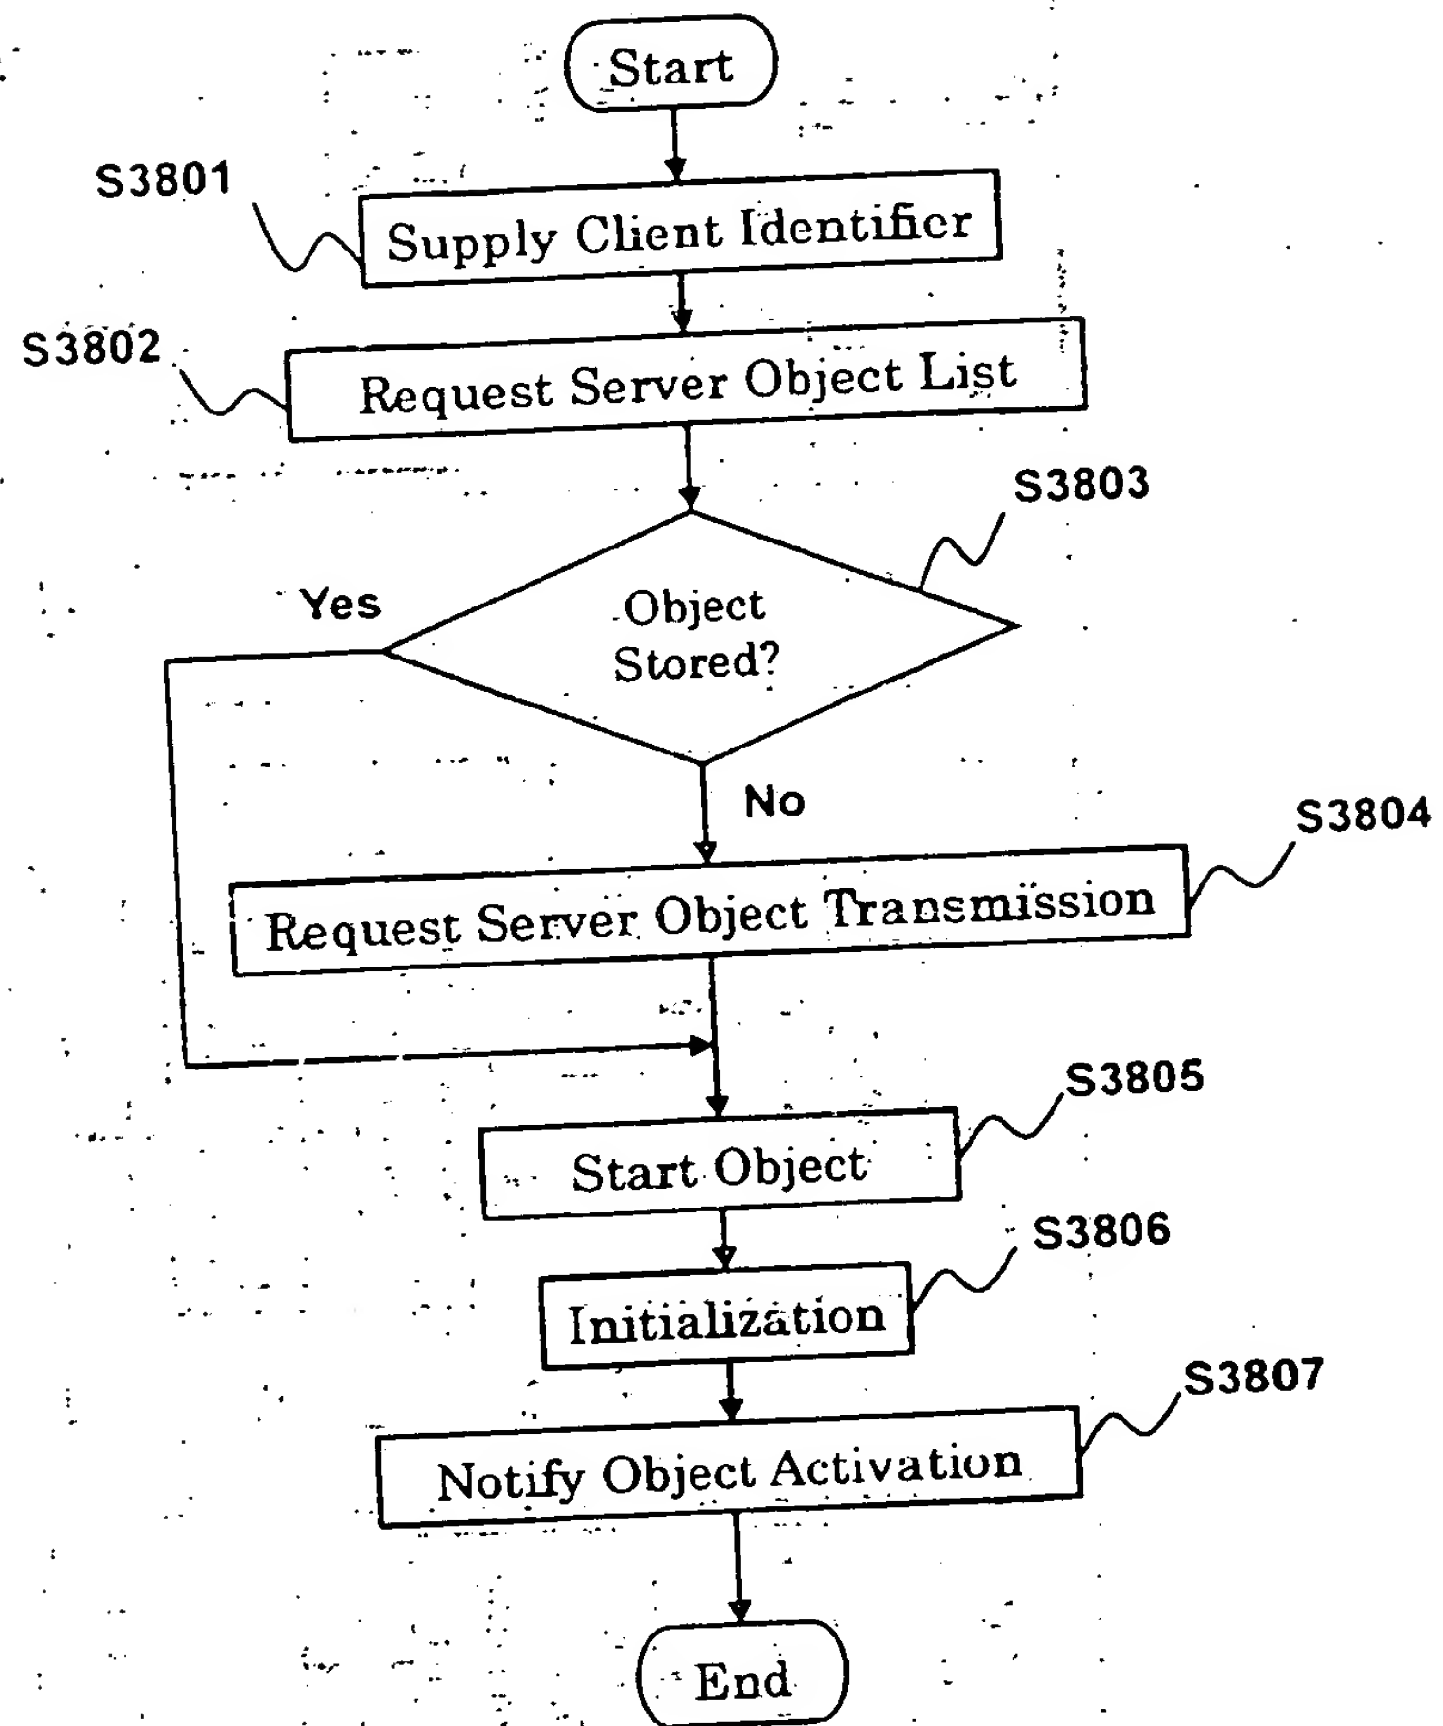 Start
S3801
Supply Client Identifier
S3802
Request Server Object List
S3803
Yes
Object
Stored?
No
S3804
Request Server Object Transmission
S3805
Start Object
S3806
Initialization
S3807
Notify Object Activation
End